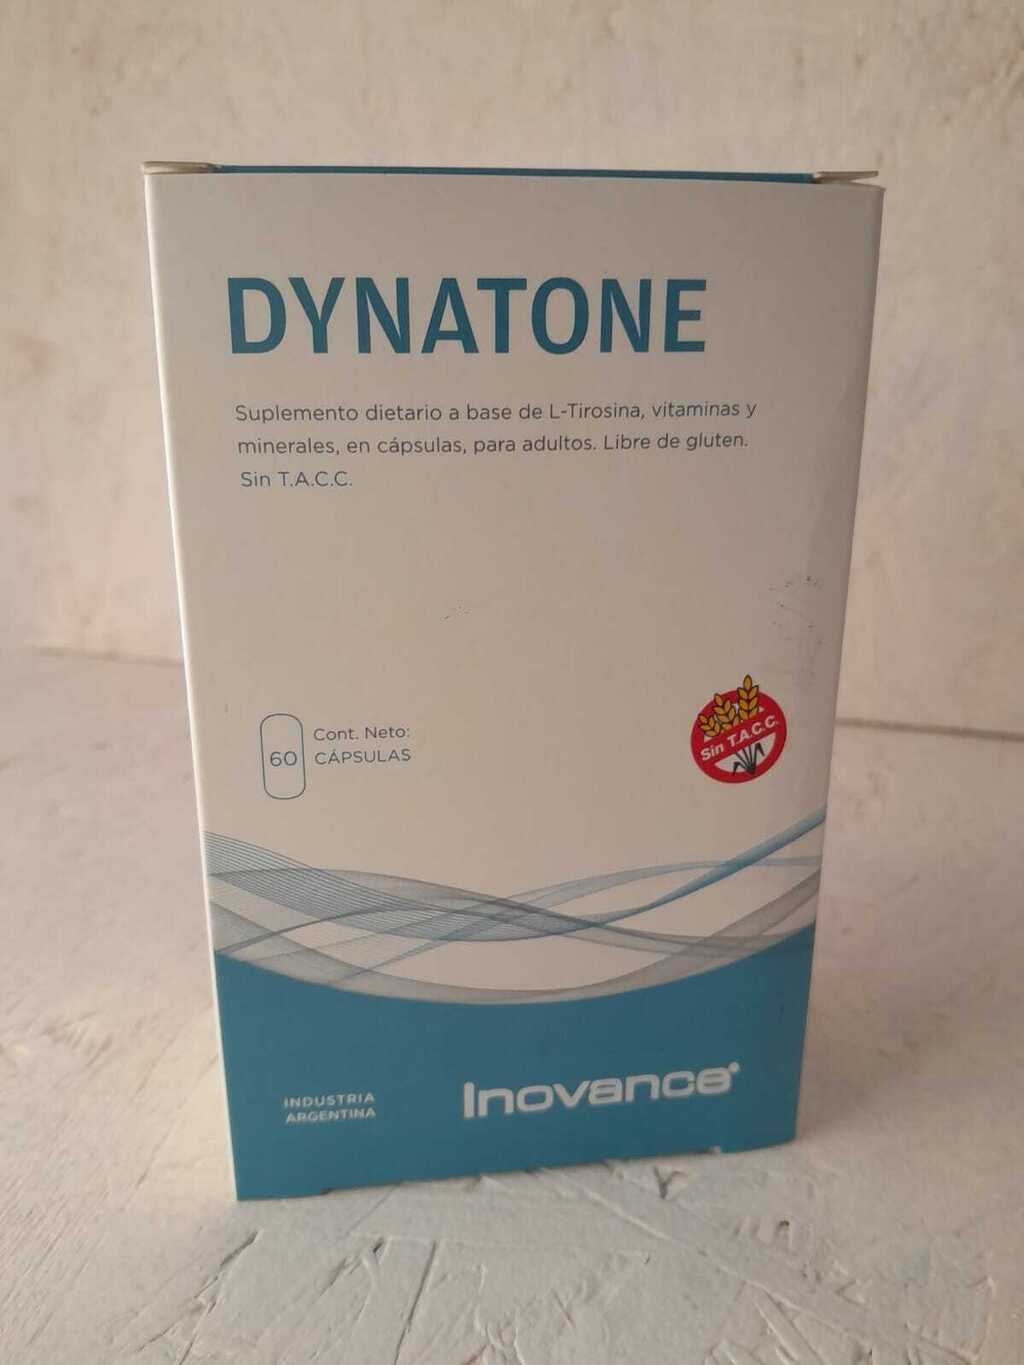 DYNATONE
Suplemento dietario a base de L-Tirosina, vitaminas y
minerales, en cápsulas, para adultos. Libre de gluten.
Sin T.A.C.C.
60
Cont. Neto:
CÁPSULAS
Sin T.A.C.C.
INDUSTRIA
ARGENTINA
Inovance